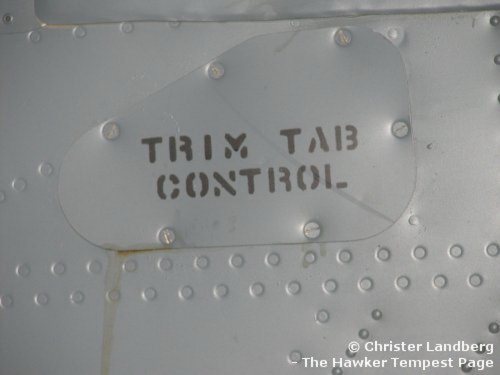 TRIM TAB
CONTROL
© Christer Landberg
- The Hawker Tempest Page